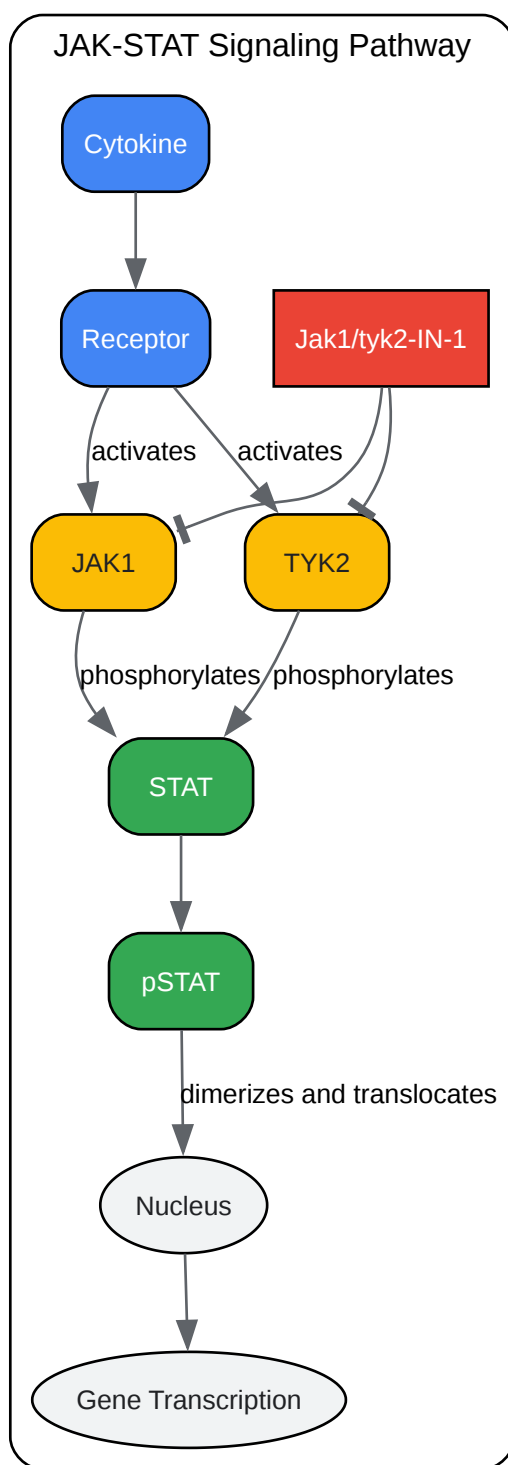 JAK-STAT Signaling Pathway
Cytokine
Receptor
Jak1/tyk2-IN-1
activates
activates
JAK1
TYK2
phosphorylates
phosphorylates
STAT
pSTAT
dimerizes and translocates
Nucleus
Gene Transcription